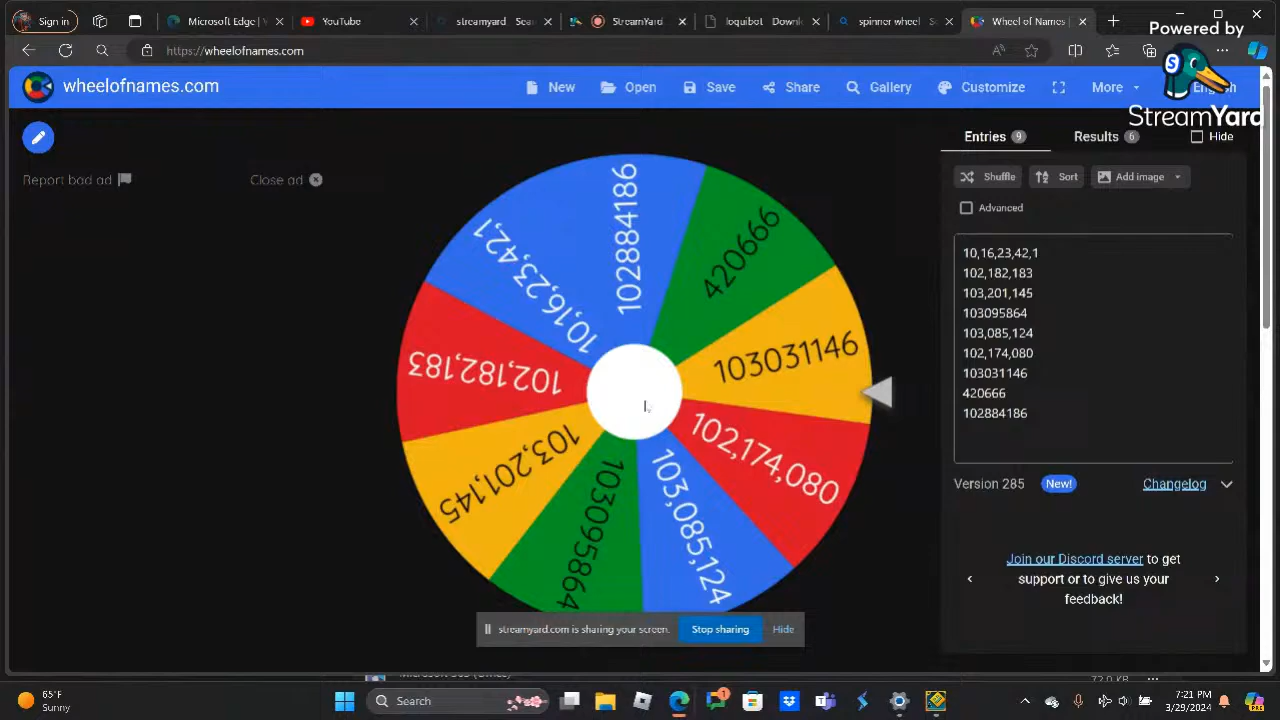 Sign in
Microsoft Edge | V
YouTube
streamyard Sea
StreamYard
loquibot Downl
spinner wheel S
Wheel of Names |
https://wheelofnames.com
Powered by
StreamYard
wheelofnames.com
New
Open
Save
Share
Gallery
Customize
More
English
Report bad ad
Close ad
Entries 9
Results 6
Hide
Shuffle
Sort
Add image
Advanced
10,16,23,42,1
102,182,183
103,201,145
103095864
103,085,124
102,174,080
103031146
420666
102884186
102884186
420666
103031146
102,174,080
103,085,124
103095864
103,201,145
102,182,183
10,16,23,42,1
Version 285
New!
Changelog
Join our Discord server to get
support or to give us your
feedback!
streamyard.com is sharing your screen.
Stop sharing
Hide
65°F
Sunny
Search
1
7:21 PM
3/29/2024